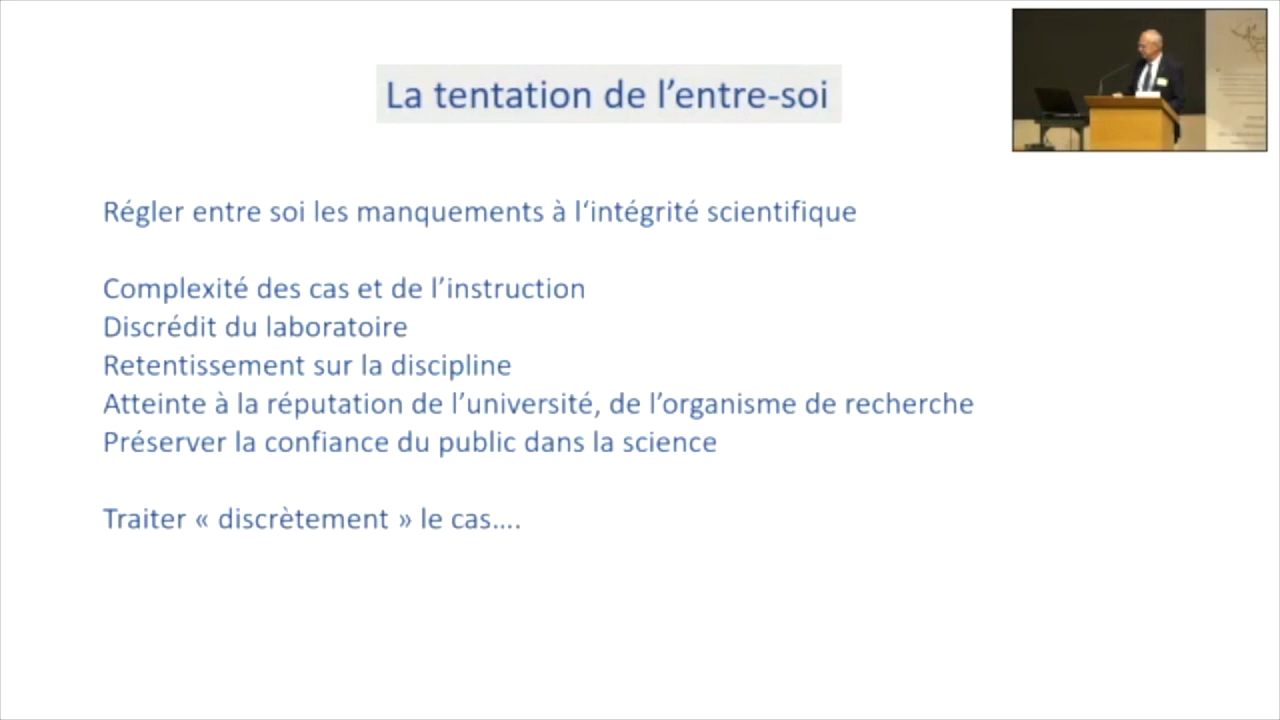 La tentation de l’entre-soi
Régler entre soi les manquements à l‘intégrité scientifique
Complexité des cas et de l’instruction
Discrédit du laboratoire
Retentissement sur la discipline
Atteinte à la réputation de l’université, de l’organisme de recherche
Préserver la confiance du public dans la science
Traiter « discrètement » le cas….